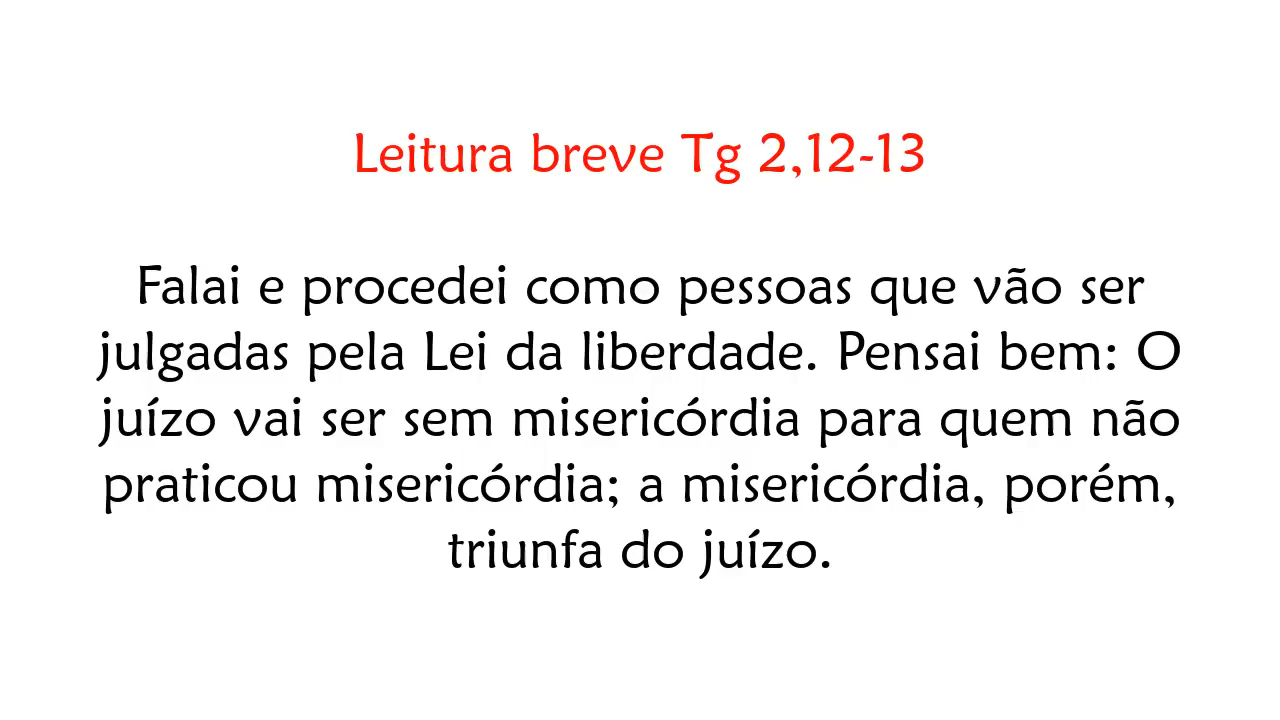 Leitura breve Tg 2,12-13
Falai e procedei como pessoas que vão ser
julgadas pela Lei da liberdade. Pensai bem: O
juízo vai ser sem misericórdia para quem não
praticou misericórdia; a misericórdia, porém,
triunfa do juízo.